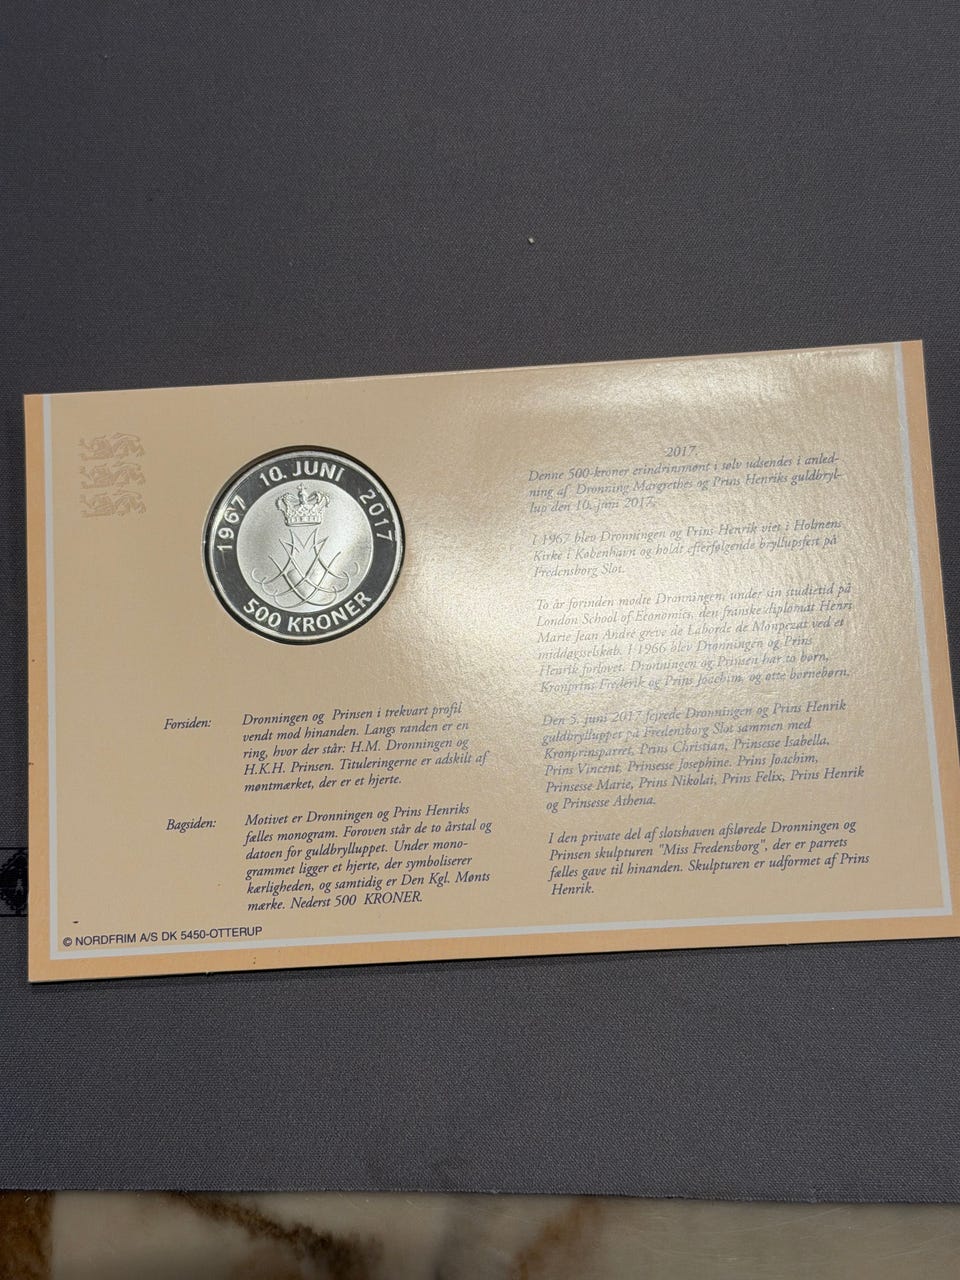 1967 10. JUNI 2017
500 KRONER
Forsiden: Dronningen og Prinsen i trekvart profil
vendt mod hinanden. Langs randen er en
ring, hvor der står: H.M. Dronningen og
H.K.H. Prinsen. Tituleringerne er adskilt af
møntmærket, der er et hjerte.
Bagsiden: Motivet er Dronningen og Prins Henriks
fælles monogram. Foroven står de to årstal og
datoen for guldbrylluppet. Under mono-
grammet ligger et hjerte, der symboliserer
kærligheden, og samtidig er Den Kgl. Mønts
mærke. Nederst 500 KRONER.
© NORDFRIM A/S DK 5450-OTTERUP
2017.
Denne 500-kroner erindringsmønt i sølv udsendes i anled-
ning af Dronning Margrethes og Prins Henriks guldbryl-
lup den 10. juni 2017.
I 1967 blev Dronningen og Prins Henrik viet i Holmens
Kirke i København og holdt efterfølgende bryllupsfest på
Fredensborg Slot.
To år forinden mødte Dronningen, under sin studietid på
London School of Economics, den franske diplomat Henri
Marie Jean André greve de Laborde de Monpezat ved et
middagsselskab. I 1966 blev Dronningen og Prins
Henrik forlovet. Dronningen og Prinsen har to børn,
Kronprins Frederik og Prins Joachim, og otte børnebørn.
Den 5. juni 2017 fejrede Dronningen og Prins Henrik
guldbrylluppet på Fredensborg Slot sammen med
Kronprinsparret, Prins Christian, Prinsesse Isabella,
Prins Vincent, Prinsesse Josephine. Prins Joachim,
Prinsesse Marie, Prins Nikolai, Prins Felix, Prins Henrik
og Prinsesse Athena.
I den private del af slotshaven afslørede Dronningen og
Prinsen skulpturen "Miss Fredensborg", der er parrets
fælles gave til hinanden. Skulpturen er udformet af Prins
Henrik.